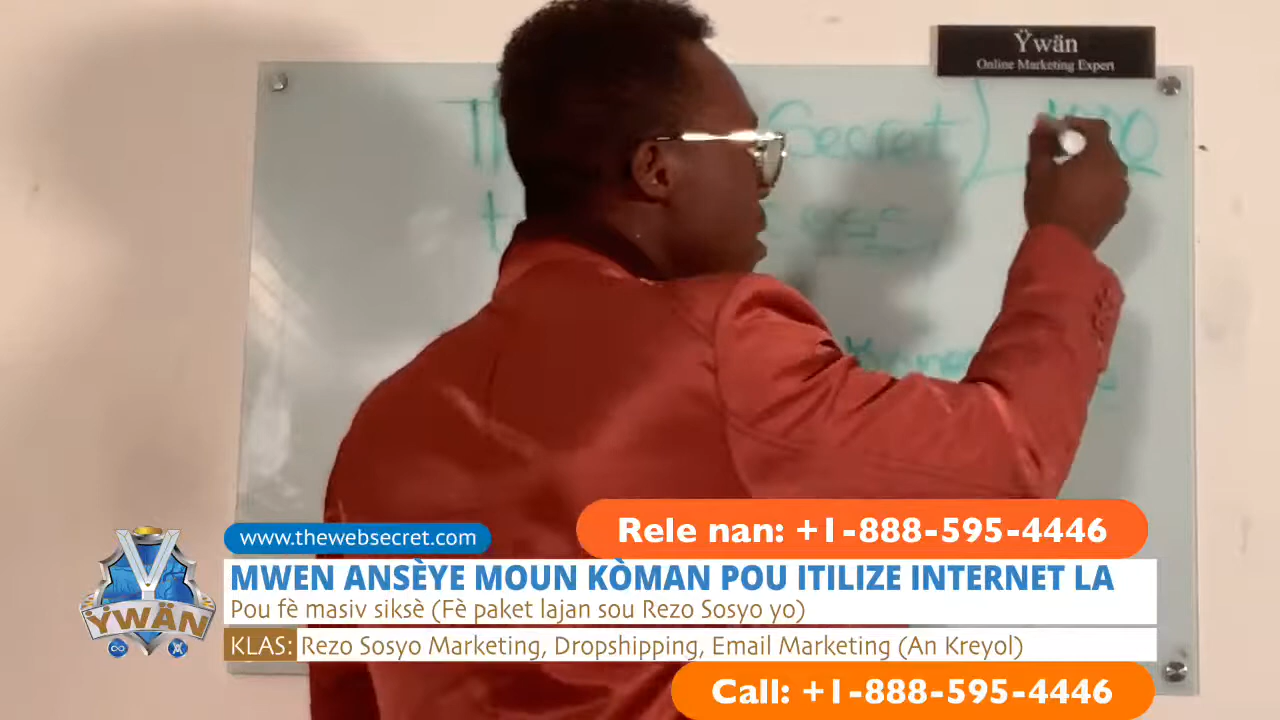 Ÿwän
Online Marketing Expert
Secret
www.thewebsecret.com
Rele nan: +1-888-595-4446
MWEN ANSÈYE MOUN KÒMAN POU ITILIZE INTERNET LA
Pou fè masiv siksè (Fè paket lajan sou Rezo Sosyo yo)
KLAS: Rezo Sosyo Marketing, Dropshipping, Email Marketing (An Kreyol)
ŸWÄN
Call: +1-888-595-4446